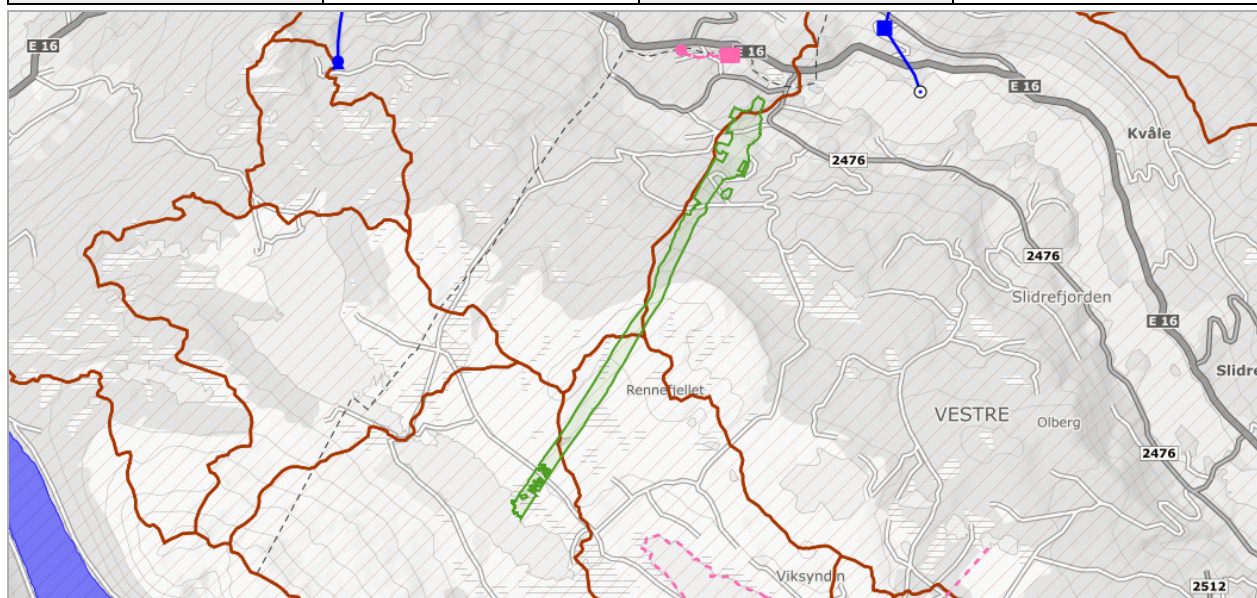 E 16
E 16
E 16
Kvåle
2476
2476
Slidrefjorden
E 16
Slidre
Rennefjellet
VESTRE
Olberg
2476
Viksyndin
2512